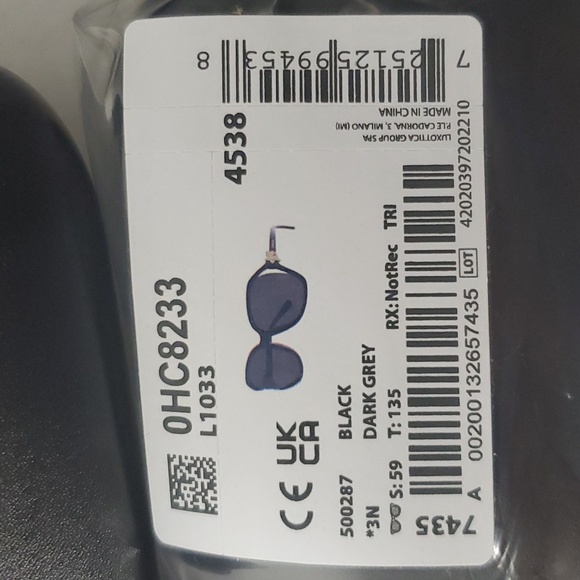 0HC8233
L1033
4538
CE UK
CA
500287 BLACK
*3N DARK GREY
S: 59 T: 135 RX: NotRec TRI
7435
A 00200132657435 LOT 42020397202210
LUXOTTICA GROUP SPA
P.LE CADORNA, 3, MILANO (MI)
MADE IN CHINA
7 25125 99453 8